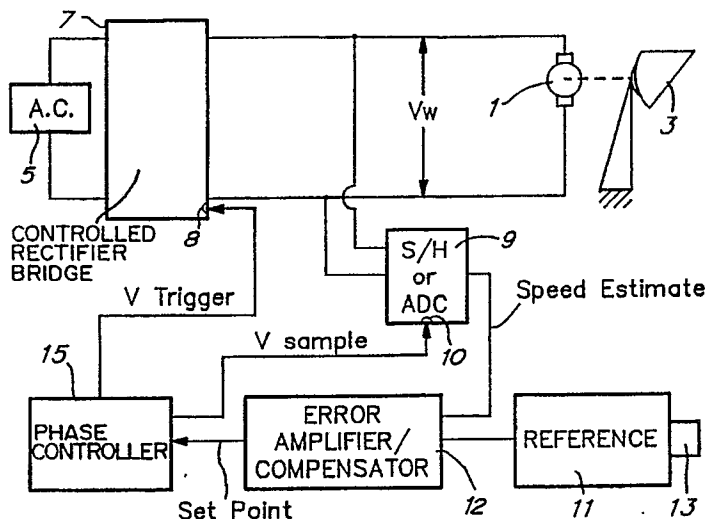 7
A.C.
5
CONTROLLED
RECTIFIER
BRIDGE
8
Vw
1
3
S/H
or
ADC
9
10
Speed Estimate
V Trigger
V sample
15
PHASE
CONTROLLER
Set Point
ERROR
AMPLIFIER/
COMPENSATOR
12
REFERENCE
11
13